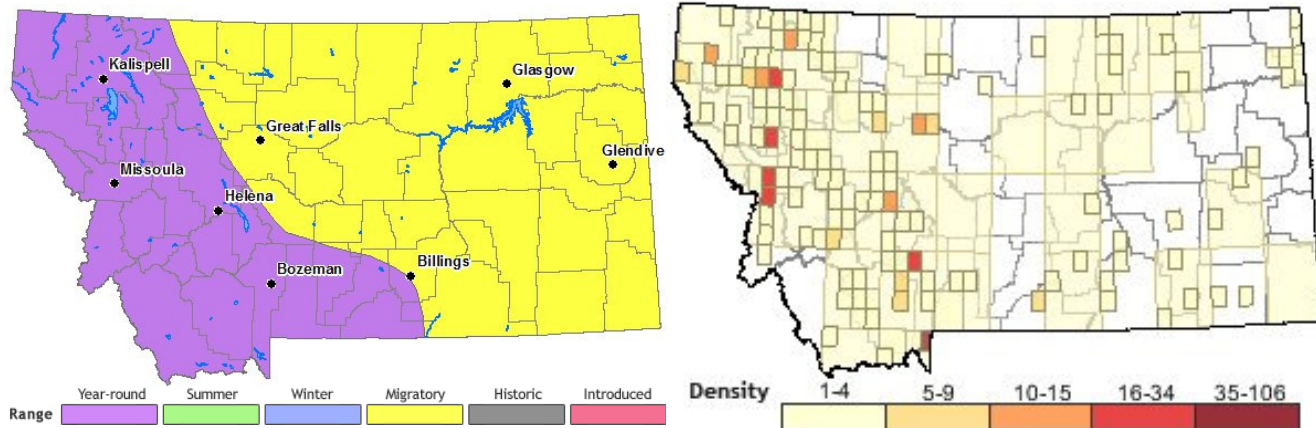 Kalispell
Glasgow
Great Falls
Glendive
Missoula
Helena
Billings
Bozeman
Year-round Summer Winter Migratory Historic Introduced
Range
Density 1-4 5-9 10-15 16-34 35-106